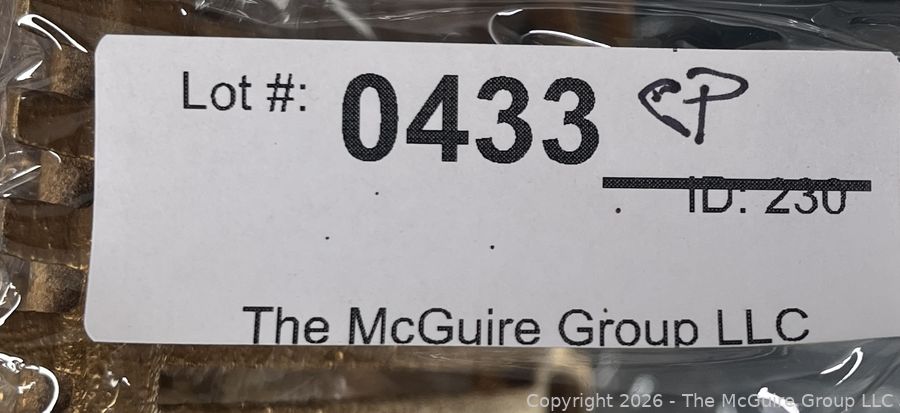 Lot #: 0433 CP
ID: 230
The McGuire Group LLC
Copyright 2026 - The McGuire Group LLC